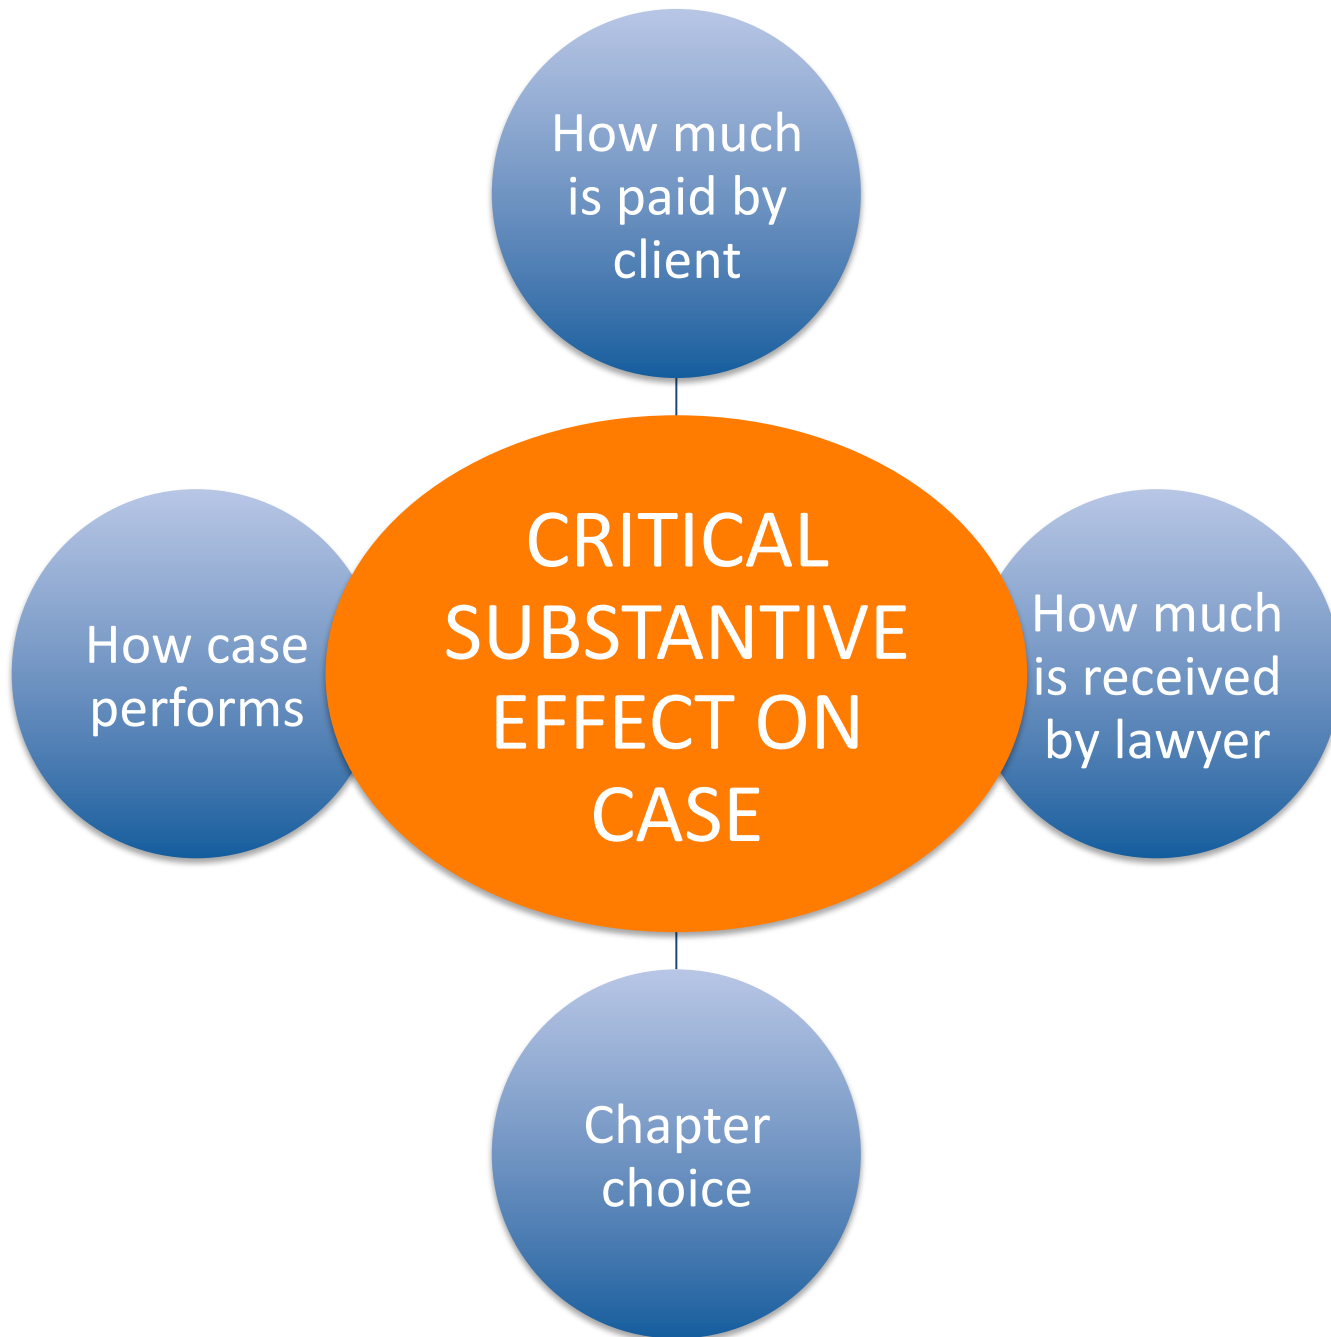 How much
is paid by
client
CRITICAL
SUBSTANTIVE
EFFECT ON
CASE
How case
performs
How much
is received
by lawyer
Chapter
choice